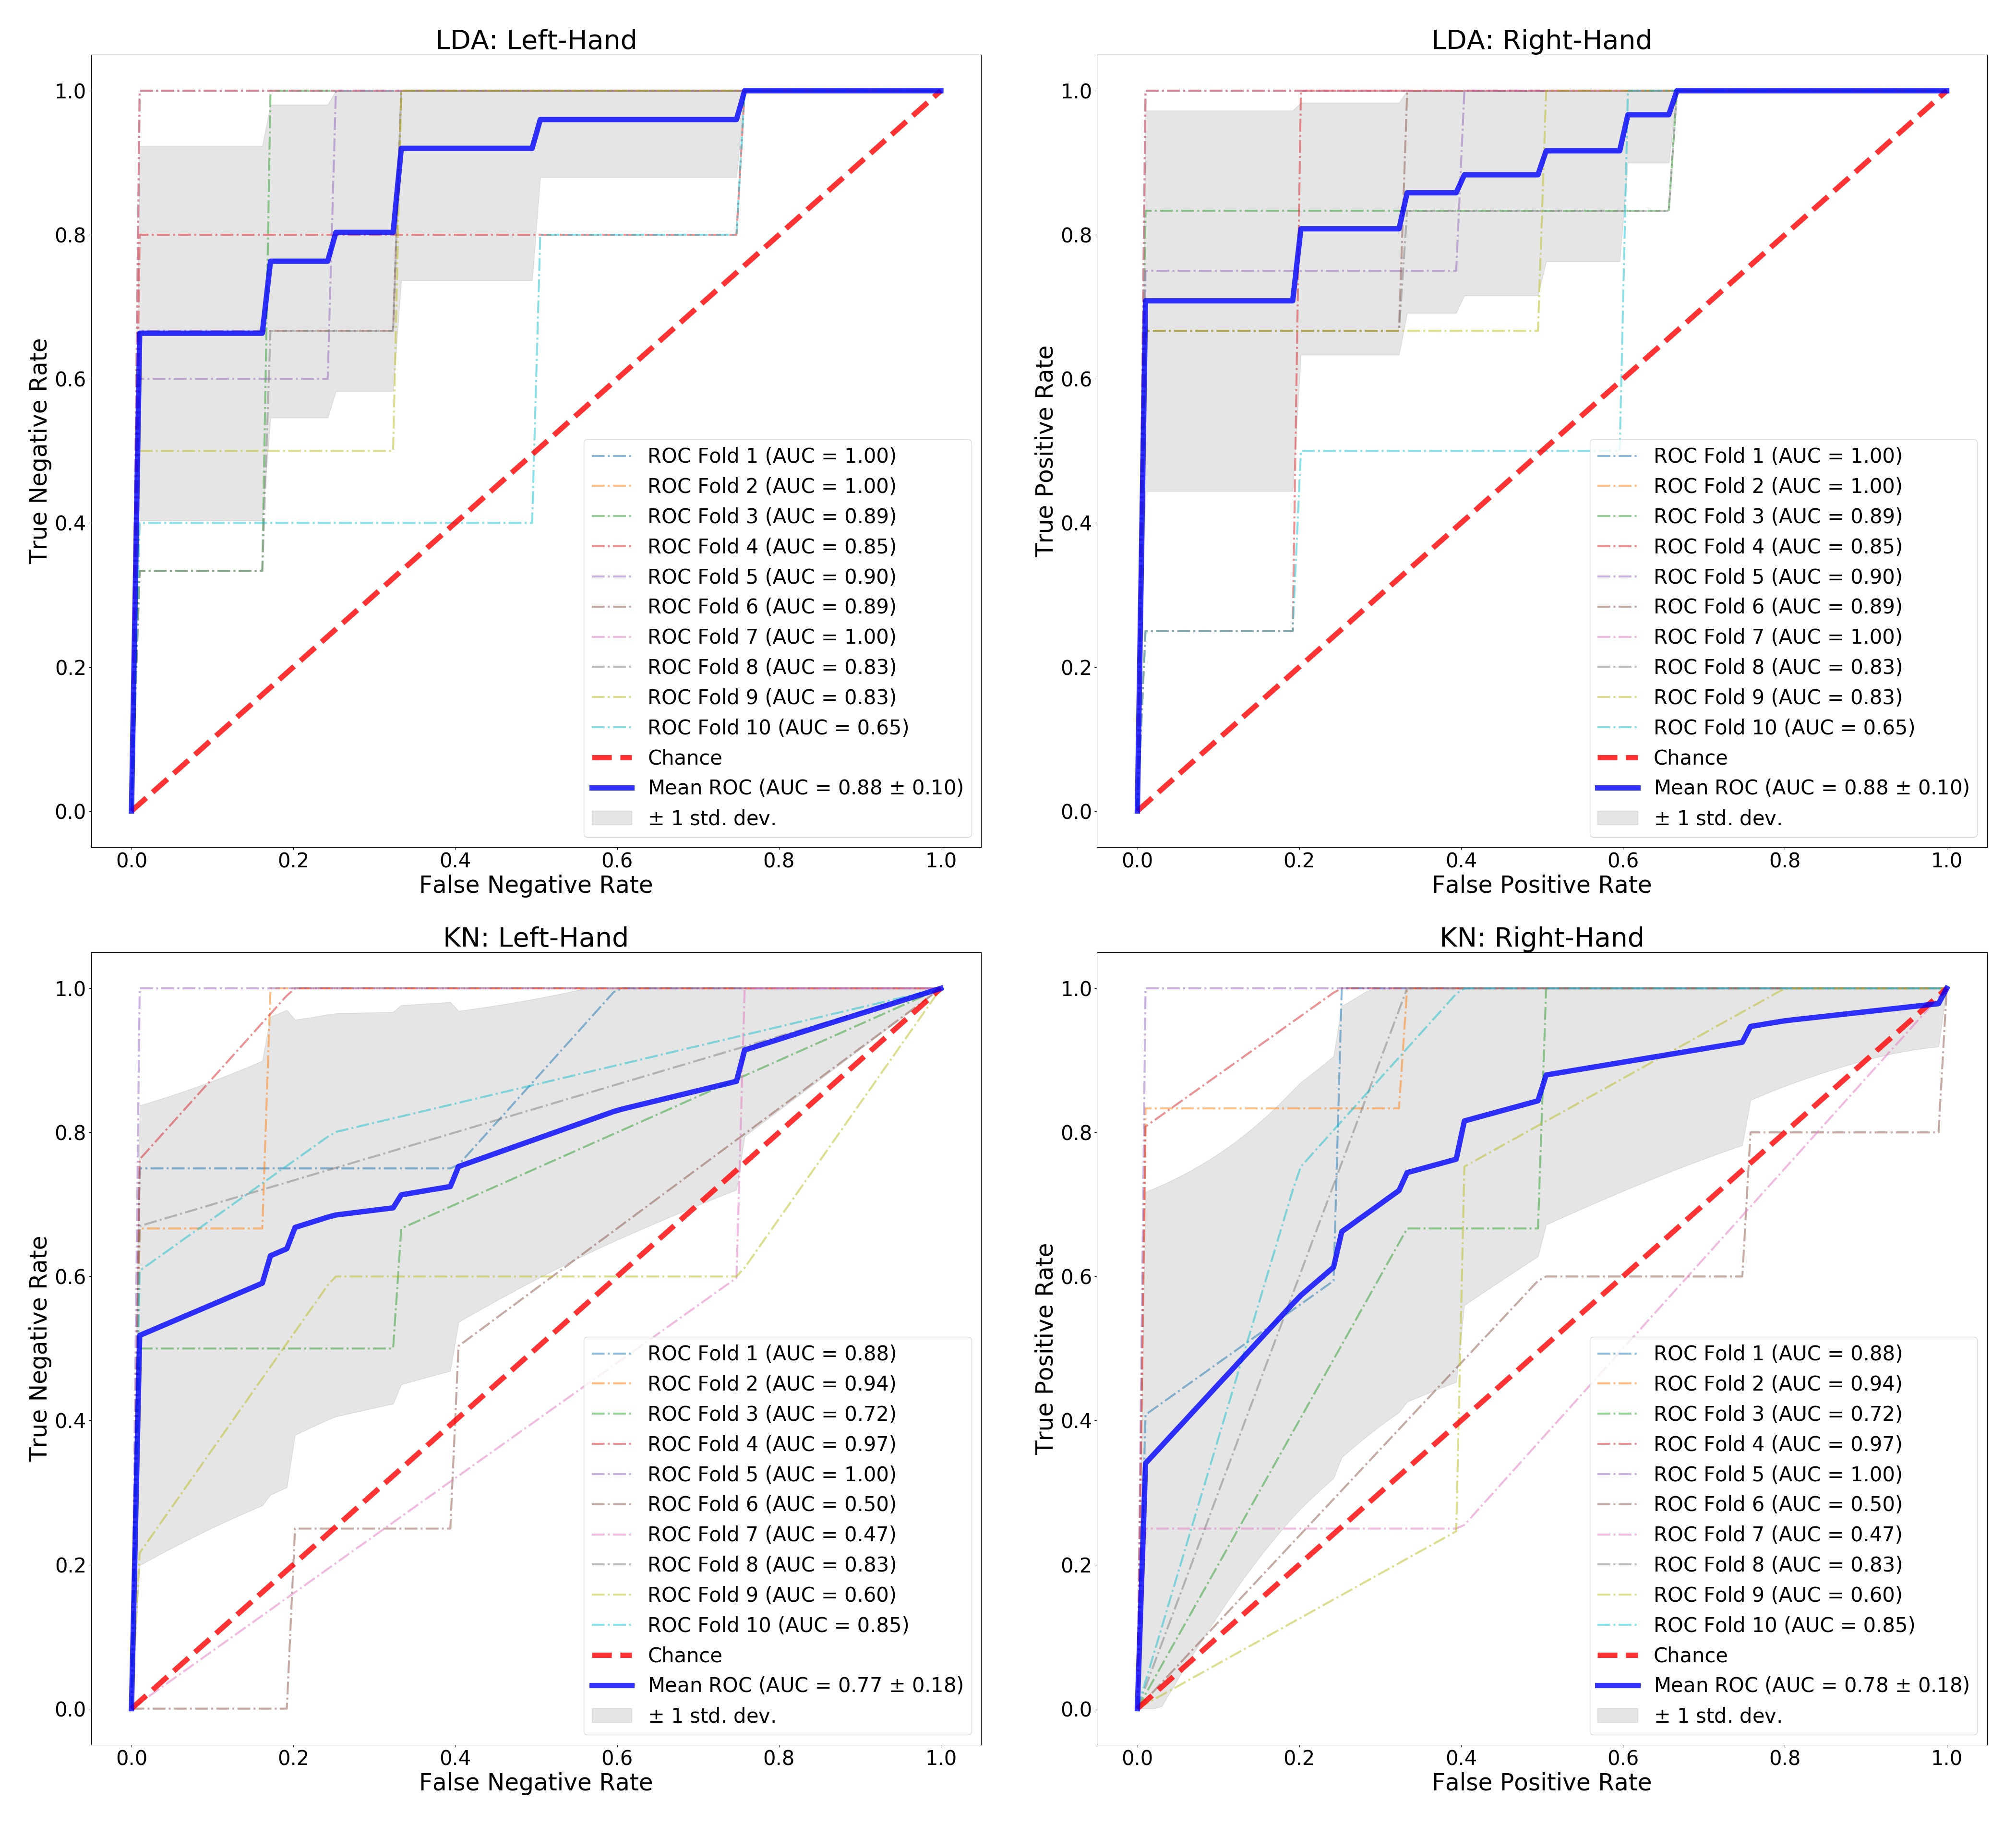 LDA: Left-Hand
True Negative Rate
1.0
0.8
0.6
0.4
0.2
0.0
ROC Fold 1 (AUC = 1.00)
ROC Fold 2 (AUC = 1.00)
ROC Fold 3 (AUC = 0.89)
ROC Fold 4 (AUC = 0.85)
ROC Fold 5 (AUC = 0.90)
ROC Fold 6 (AUC = 0.89)
ROC Fold 7 (AUC = 1.00)
ROC Fold 8 (AUC = 0.83)
ROC Fold 9 (AUC = 0.83)
ROC Fold 10 (AUC = 0.65)
Chance
Mean ROC (AUC = 0.88 ± 0.10)
± 1 std. dev.
0.0 0.2 0.4 0.6 0.8 1.0
False Negative Rate
LDA: Right-Hand
True Positive Rate
1.0
0.8
0.6
0.4
0.2
0.0
ROC Fold 1 (AUC = 1.00)
ROC Fold 2 (AUC = 1.00)
ROC Fold 3 (AUC = 0.89)
ROC Fold 4 (AUC = 0.85)
ROC Fold 5 (AUC = 0.90)
ROC Fold 6 (AUC = 0.89)
ROC Fold 7 (AUC = 1.00)
ROC Fold 8 (AUC = 0.83)
ROC Fold 9 (AUC = 0.83)
ROC Fold 10 (AUC = 0.65)
Chance
Mean ROC (AUC = 0.88 ± 0.10)
± 1 std. dev.
0.0 0.2 0.4 0.6 0.8 1.0
False Positive Rate
KN: Left-Hand
True Negative Rate
1.0
0.8
0.6
0.4
0.2
0.0
ROC Fold 1 (AUC = 0.88)
ROC Fold 2 (AUC = 0.94)
ROC Fold 3 (AUC = 0.72)
ROC Fold 4 (AUC = 0.97)
ROC Fold 5 (AUC = 1.00)
ROC Fold 6 (AUC = 0.50)
ROC Fold 7 (AUC = 0.47)
ROC Fold 8 (AUC = 0.83)
ROC Fold 9 (AUC = 0.60)
ROC Fold 10 (AUC = 0.85)
Chance
Mean ROC (AUC = 0.77 ± 0.18)
± 1 std. dev.
0.0 0.2 0.4 0.6 0.8 1.0
False Negative Rate
KN: Right-Hand
True Positive Rate
1.0
0.8
0.6
0.4
0.2
0.0
ROC Fold 1 (AUC = 0.88)
ROC Fold 2 (AUC = 0.94)
ROC Fold 3 (AUC = 0.72)
ROC Fold 4 (AUC = 0.97)
ROC Fold 5 (AUC = 1.00)
ROC Fold 6 (AUC = 0.50)
ROC Fold 7 (AUC = 0.47)
ROC Fold 8 (AUC = 0.83)
ROC Fold 9 (AUC = 0.60)
ROC Fold 10 (AUC = 0.85)
Chance
Mean ROC (AUC = 0.78 ± 0.18)
± 1 std. dev.
0.0 0.2 0.4 0.6 0.8 1.0
False Positive Rate